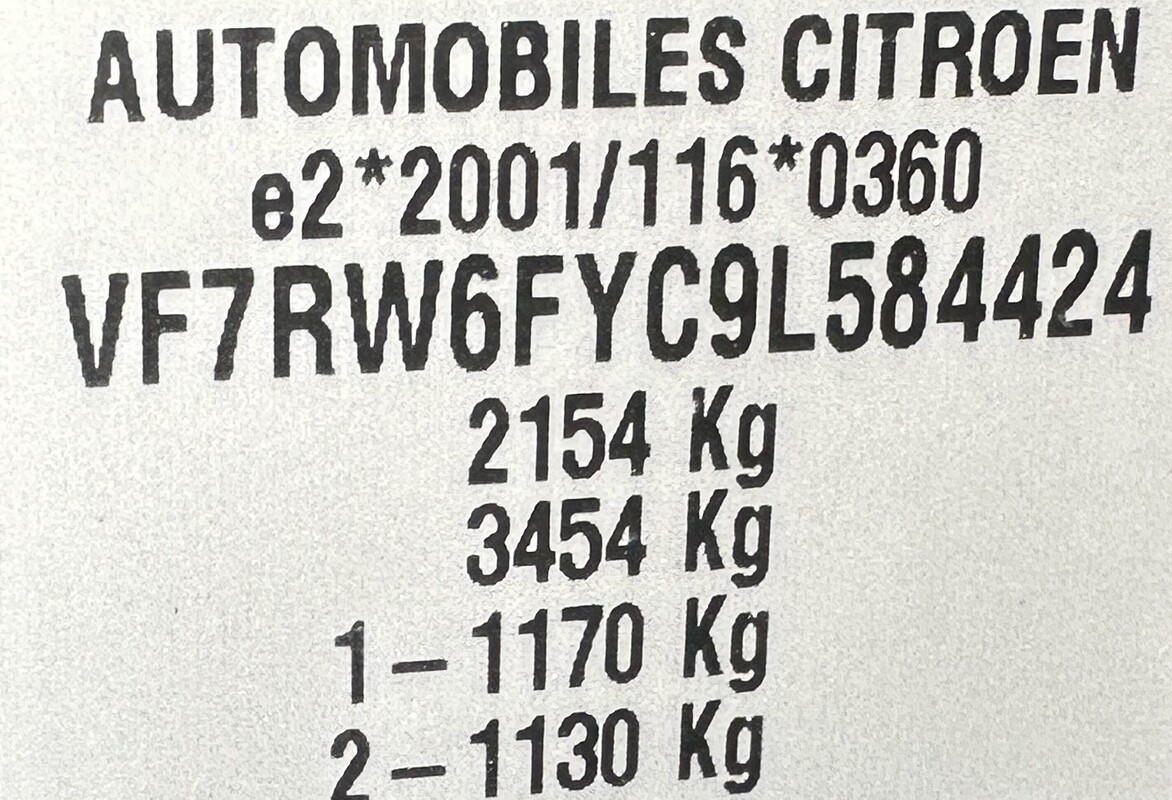 AUTOMOBILES CITROEN
e2*2001/116*0360
VF7RW6FYC9L584424
2154 Kg
3454 Kg
1 – 1170 Kg
2 – 1130 Kg